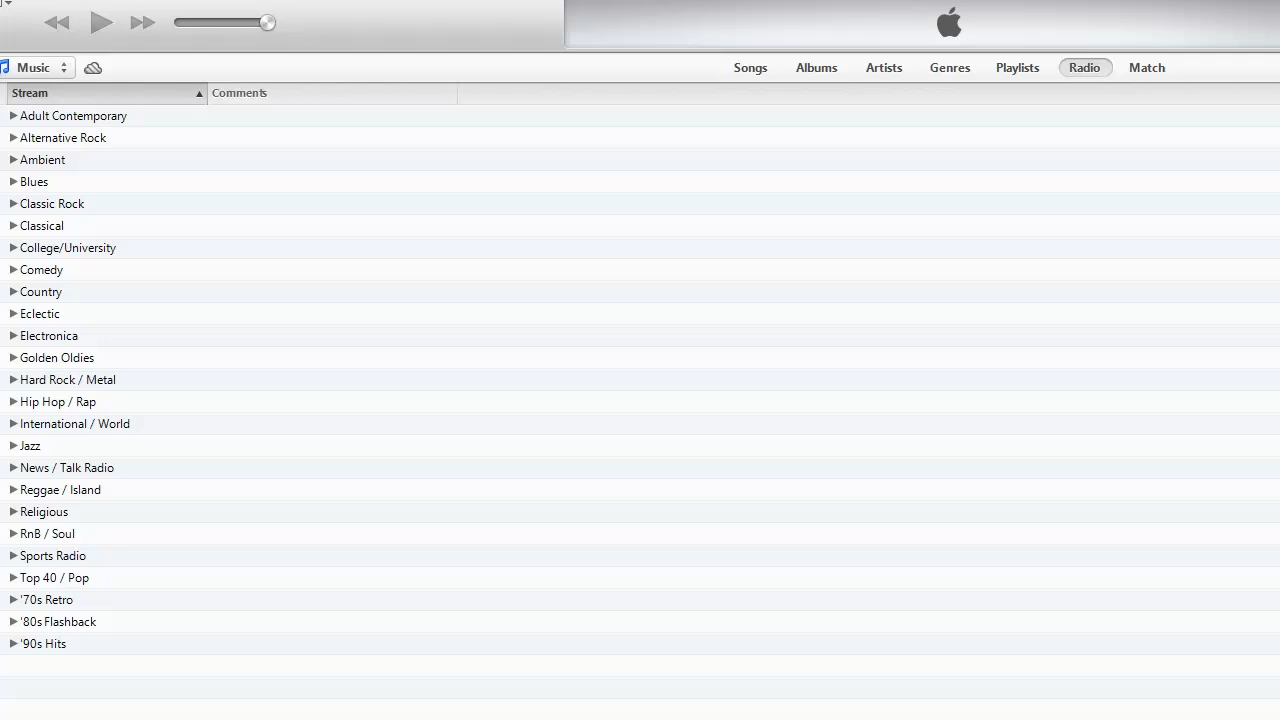 Music Songs Albums Artists Genres Playlists Radio Match
Stream Comments
Adult Contemporary
Alternative Rock
Ambient
Blues
Classic Rock
Classical
College/University
Comedy
Country
Eclectic
Electronica
Golden Oldies
Hard Rock / Metal
Hip Hop / Rap
International / World
Jazz
News / Talk Radio
Reggae / Island
Religious
RnB / Soul
Sports Radio
Top 40 / Pop
'70s Retro
'80s Flashback
'90s Hits